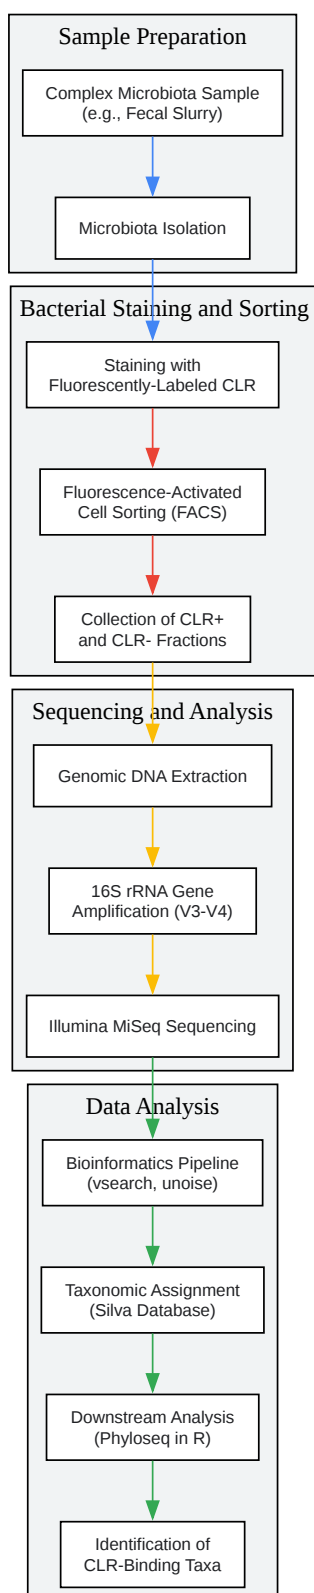 Sample Preparation
Complex Microbiota Sample
(e.g., Fecal Slurry)
Microbiota Isolation
Bacterial Staining and Sorting
Staining with
Fluorescently-Labeled CLR
Fluorescence-Activated
Cell Sorting (FACS)
Collection of CLR+
and CLR- Fractions
Sequencing and Analysis
Genomic DNA Extraction
16S rRNA Gene
Amplification (V3-V4)
Illumina MiSeq Sequencing
Data Analysis
Bioinformatics Pipeline
(vsearch, unoise)
Taxonomic Assignment
(Silva Database)
Downstream Analysis
(Phyloseq in R)
Identification of
CLR-Binding Taxa